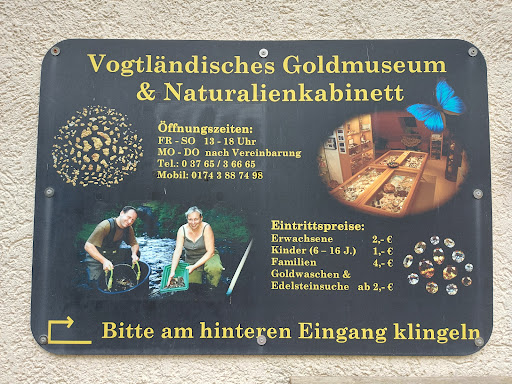 Vogtländisches Goldmuseum
& Naturalienkabinett
Öffnungszeiten:
FR - SO 13 - 18 Uhr
MO - DO nach Vereinbarung
Tel.: 0 37 65 / 3 66 65
Mobil: 0174 3 88 74 98
Eintrittspreise:
Erwachsene 2,- €
Kinder (6 – 16 J.) 1,- €
Familien 4,- €
Goldwaschen &
Edelsteinsuche ab 2,- €
Bitte am hinteren Eingang klingeln